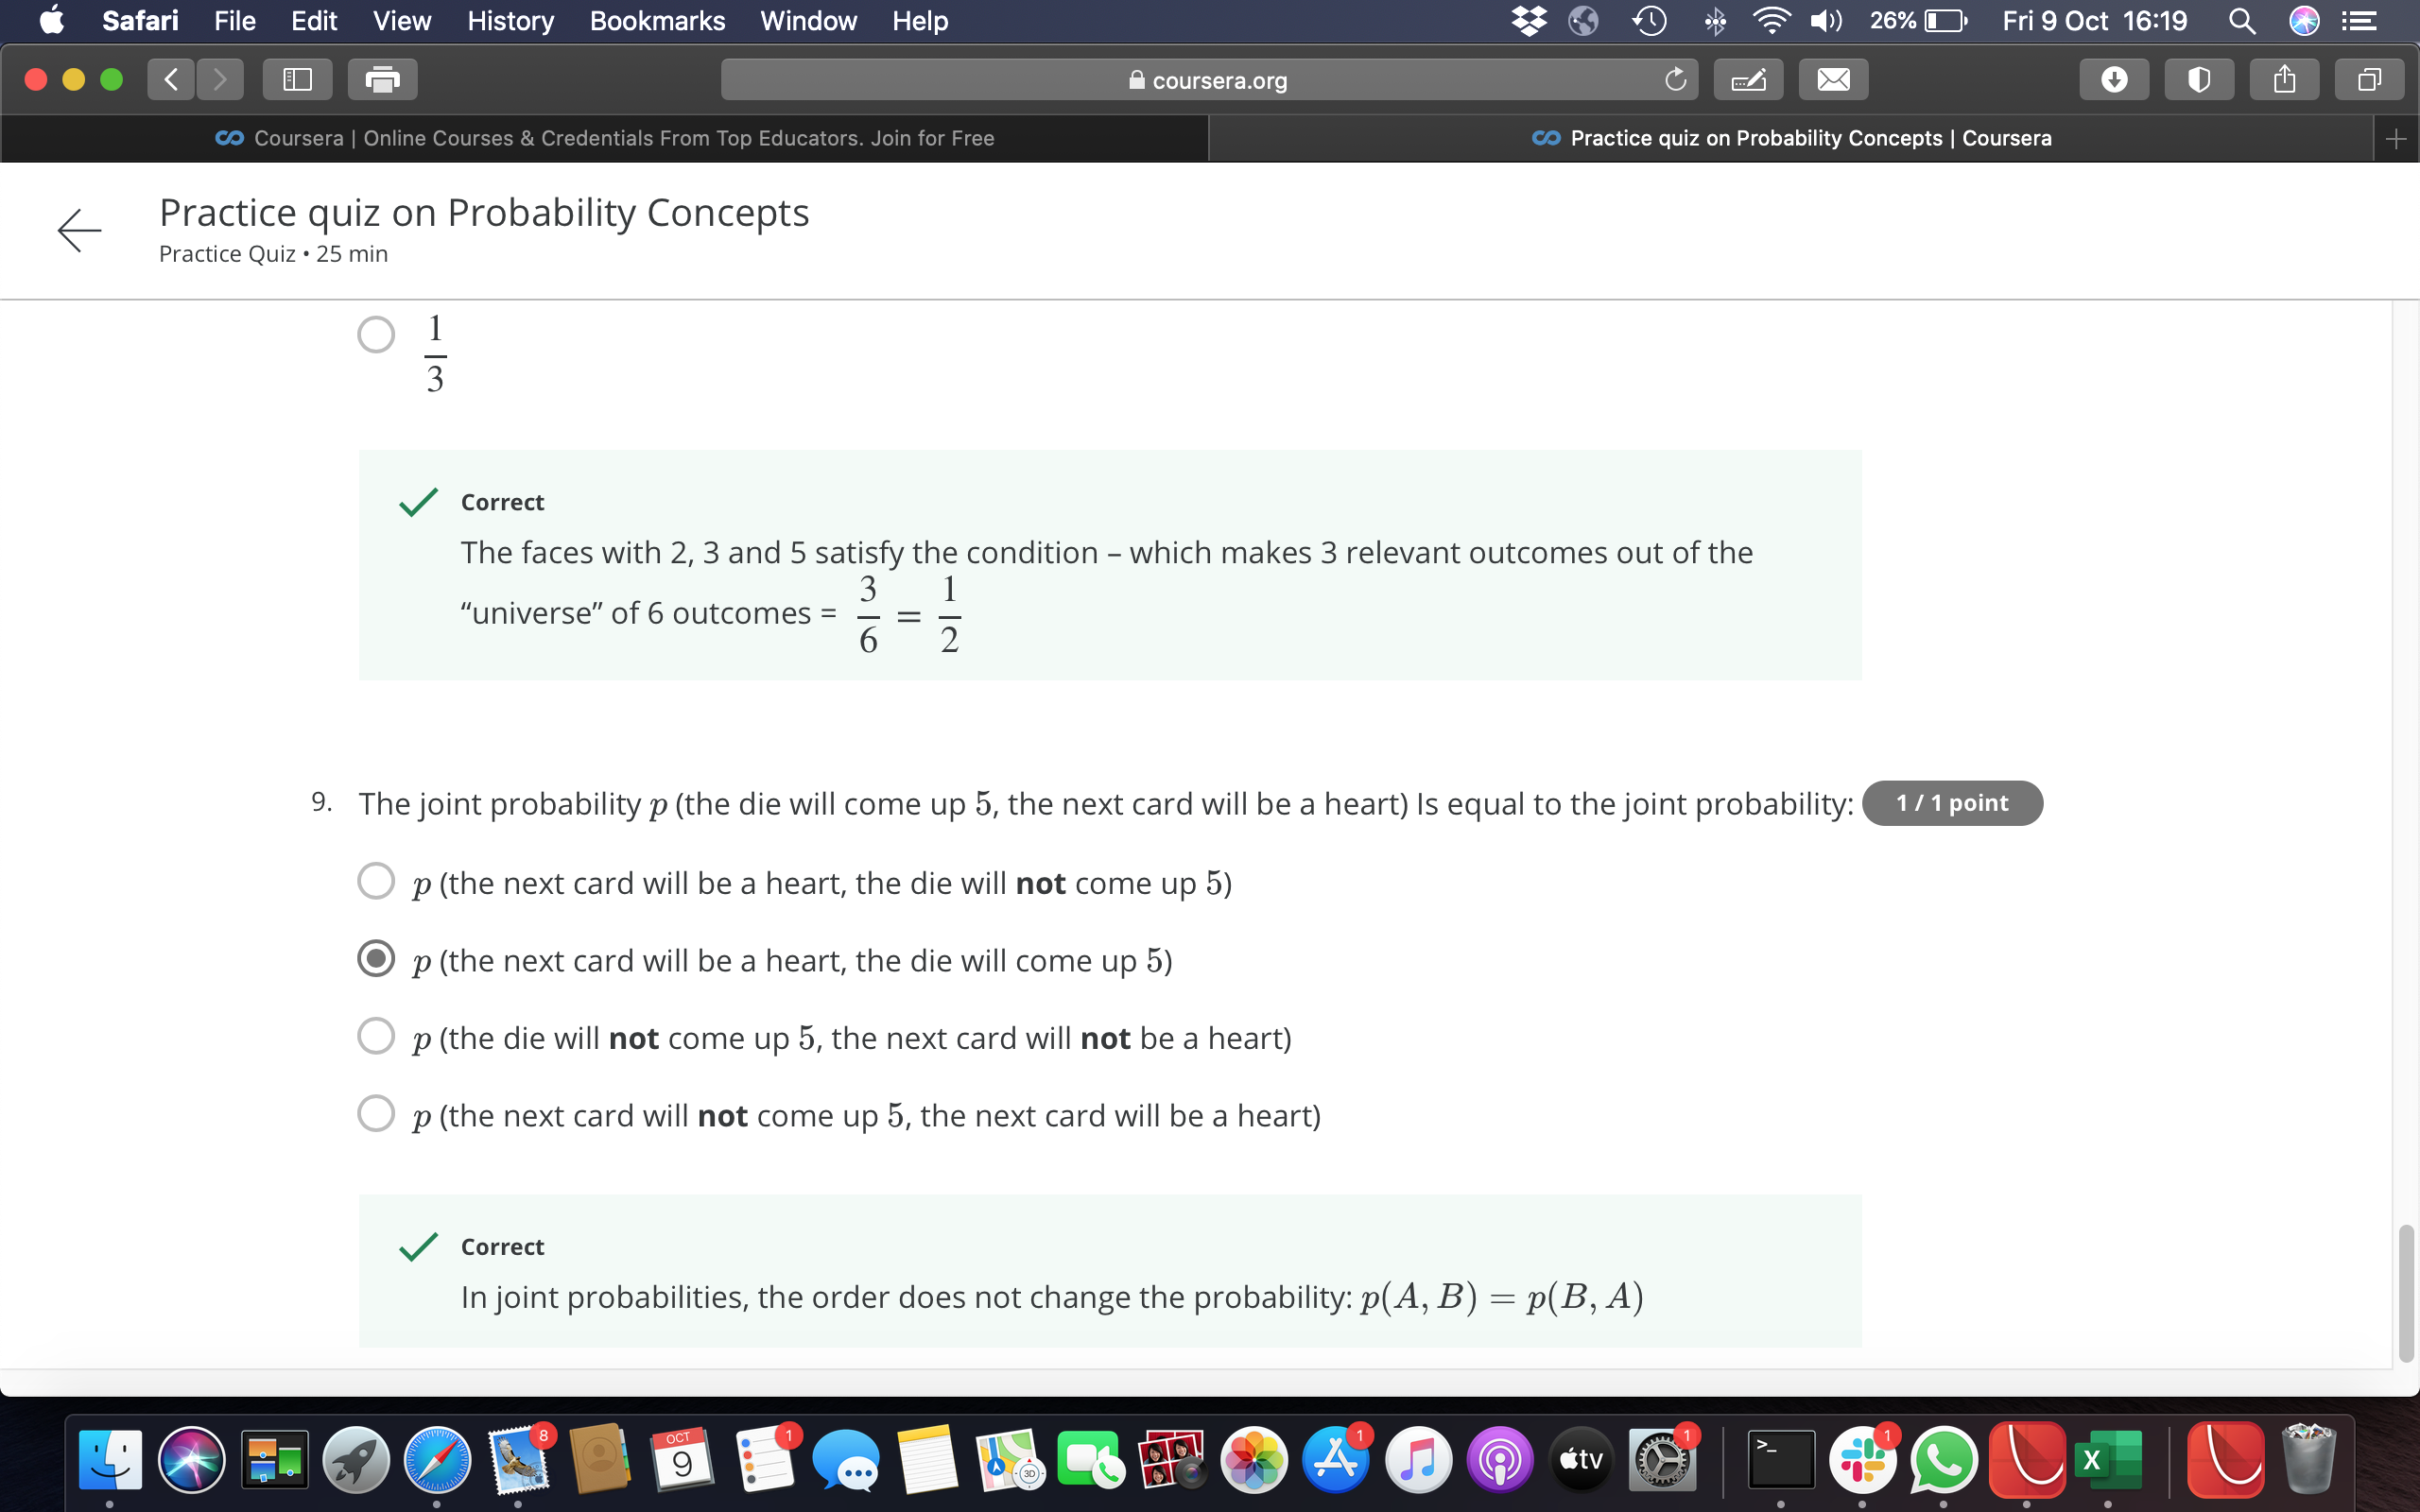 Safari File Edit View History Bookmarks Window Help 26% Fri 9 Oct 16:19
coursera.org
Coursera | Online Courses & Credentials From Top Educators. Join for Free
Practice quiz on Probability Concepts | Coursera
Practice quiz on Probability Concepts
Practice Quiz • 25 min
1
3
Correct
The faces with 2, 3 and 5 satisfy the condition – which makes 3 relevant outcomes out of the
“universe” of 6 outcomes = 3/6 = 1/2
9. The joint probability p (the die will come up 5, the next card will be a heart) Is equal to the joint probability: 1 / 1 point
p (the next card will be a heart, the die will not come up 5)
p (the next card will be a heart, the die will come up 5)
p (the die will not come up 5, the next card will not be a heart)
p (the next card will not come up 5, the next card will be a heart)
Correct
In joint probabilities, the order does not change the probability: p(A, B) = p(B, A)
8 OCT 9 1 3D 1 tv 1 >_ 1 X